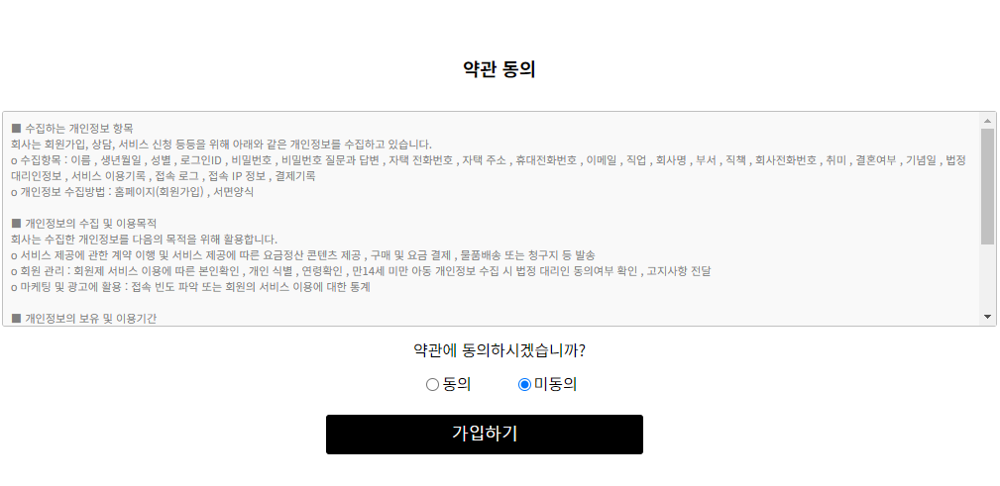 약관 동의
■ 수집하는 개인정보 항목
회사는 회원가입, 상담, 서비스 신청 등등을 위해 아래와 같은 개인정보를 수집하고 있습니다.
o 수집항목 : 이름 , 생년월일 , 성별 , 로그인ID , 비밀번호 , 비밀번호 질문과 답변 , 자택 전화번호 , 자택 주소 , 휴대전화번호 , 이메일 , 직업 , 회사명 , 부서 , 직책 , 회사전화번호 , 취미 , 결혼여부 , 기념일 , 법정
대리인정보 , 서비스 이용기록 , 접속 로그 , 접속 IP 정보 , 결제기록
o 개인정보 수집방법 : 홈페이지(회원가입) , 서면양식
■ 개인정보의 수집 및 이용목적
회사는 수집한 개인정보를 다음의 목적을 위해 활용합니다.
o 서비스 제공에 관한 계약 이행 및 서비스 제공에 따른 요금정산 콘텐츠 제공 , 구매 및 요금 결제 , 물품배송 또는 청구지 등 발송
o 회원 관리 : 회원제 서비스 이용에 따른 본인확인 , 개인 식별 , 연령확인 , 만14세 미만 아동 개인정보 수집 시 법정 대리인 동의여부 확인 , 고지사항 전달
o 마케팅 및 광고에 활용 : 접속 빈도 파악 또는 회원의 서비스 이용에 대한 통계
■ 개인정보의 보유 및 이용기간
약관에 동의하시겠습니까?
동의 미동의
가입하기